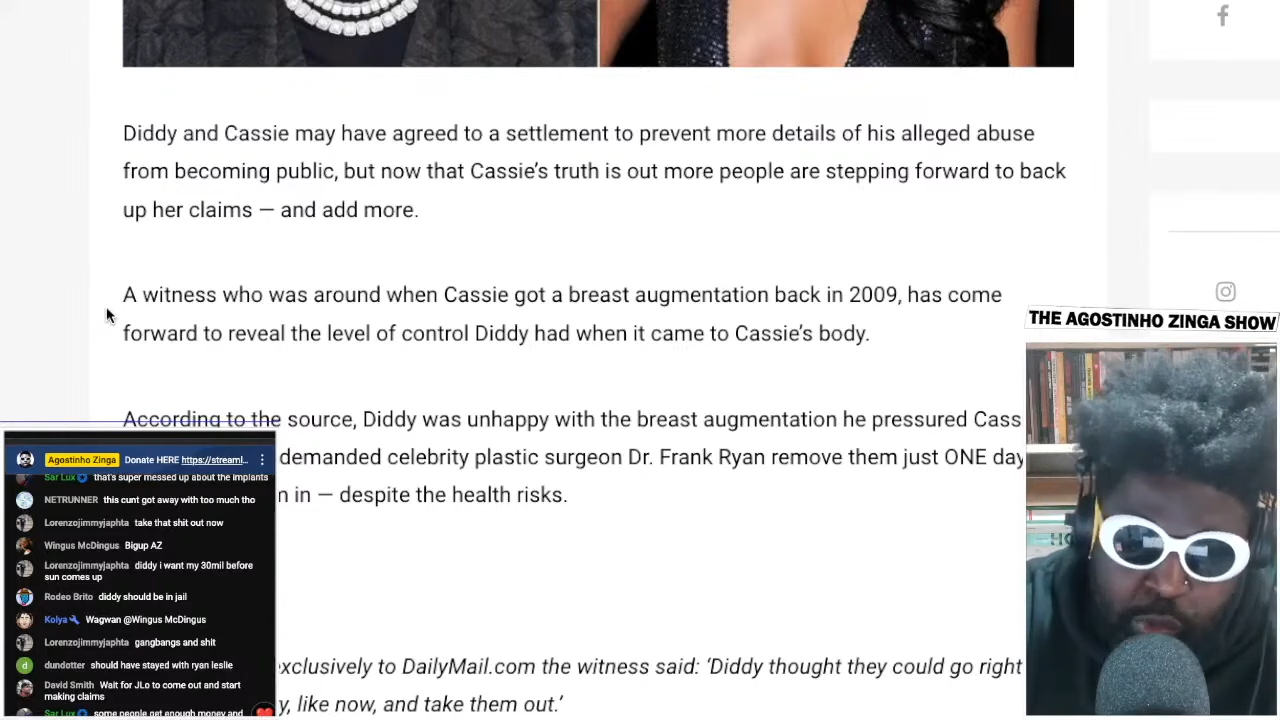 Diddy and Cassie may have agreed to a settlement to prevent more details of his alleged abuse
from becoming public, but now that Cassie's truth is out more people are stepping forward to back
up her claims — and add more.
A witness who was around when Cassie got a breast augmentation back in 2009, has come
forward to reveal the level of control Diddy had when it came to Cassie's body.
According to the source, Diddy was unhappy with the breast augmentation he pressured Cass
demanded celebrity plastic surgeon Dr. Frank Ryan remove them just ONE day
n in — despite the health risks.
xclusively to DailyMail.com the witness said: 'Diddy thought they could go right
y, like now, and take them out.'
THE AGOSTINHO ZINGA SHOW
Agostinho Zinga Donate HERE https://streaml...
Sar Lux that's super messed up about the implants
NETRUNNER this cunt got away with too much tho
Lorenzojimmyjaphta take that shit out now
Wingus McDingus Bigup AZ
Lorenzojimmyjaphta diddy i want my 30mil before
sun comes up
Rodeo Brito diddy should be in jail
Kolya Wagwan @Wingus McDingus
Lorenzojimmyjaphta gangbangs and shit
d dundotter should have stayed with ryan leslie
David Smith Wait for JLo to come out and start
making claims
Sar Lux some people get enough money and